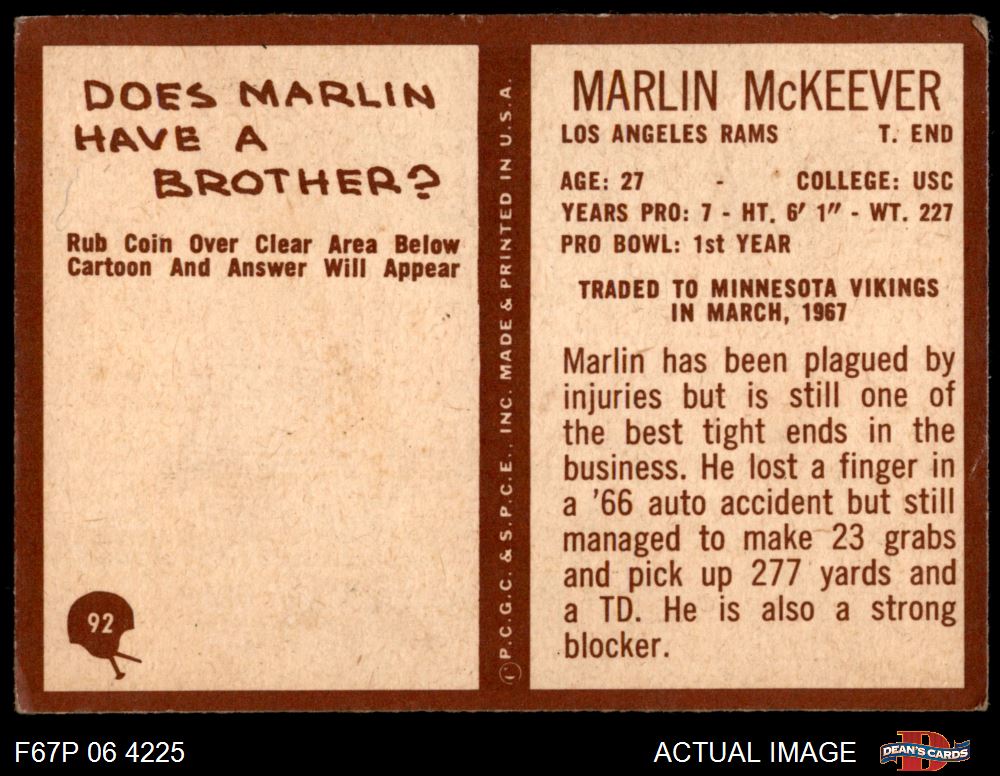 DOES MARLIN
HAVE A
BROTHER?
Rub Coin Over Clear Area Below
Cartoon And Answer Will Appear
92
© P.C.G.C. & S.P.C.E., INC. MADE & PRINTED IN U.S.A.
MARLIN McKEEVER
LOS ANGELES RAMS T. END
AGE: 27 - COLLEGE: USC
YEARS PRO: 7 - HT. 6' 1" - WT. 227
PRO BOWL: 1st YEAR
TRADED TO MINNESOTA VIKINGS
IN MARCH, 1967
Marlin has been plagued by
injuries but is still one of
the best tight ends in the
business. He lost a finger in
a '66 auto accident but still
managed to make 23 grabs
and pick up 277 yards and
a TD. He is also a strong
blocker.
F67P 06 4225
ACTUAL IMAGE
D
DEAN'S CARDS